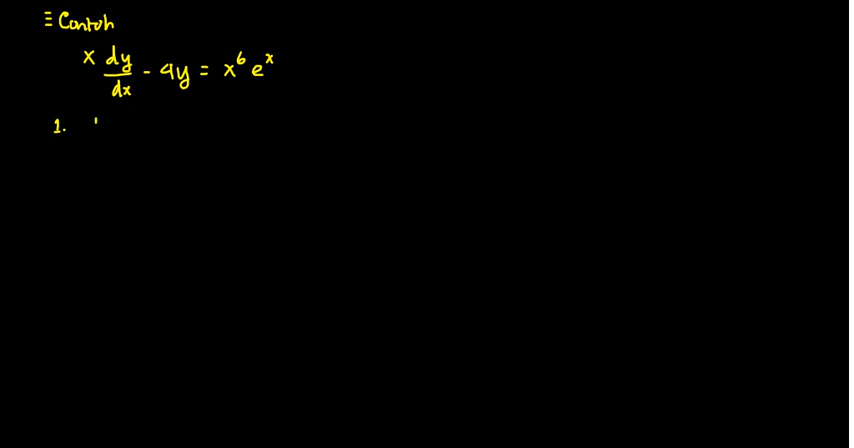 ≡ Contoh
x dy/dx - 4y = x^6 e^x
1. '